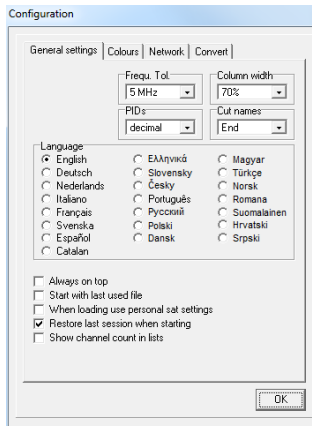 Configuration
General settings Colours Network Convert
Frequ. Tol. Column width
5 MHz 70%
PIDs Cut names
decimal End
Language
English Ελληνικά Magyar
Deutsch Slovensky Türkçe
Nederlands Česky Norsk
Italiano Português Romana
Français Русский Suomalainen
Svenska Polski Hrvatski
Español Dansk Srpski
Catalan
Always on top
Start with last used file
When loading use personal sat settings
Restore last session when starting
Show channel count in lists
OK